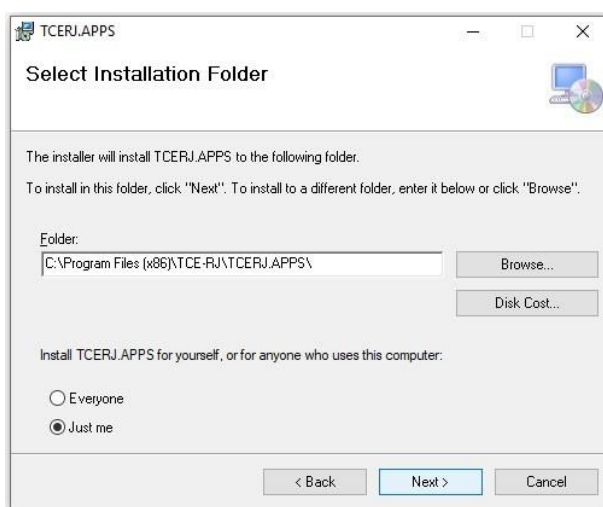 TCERJ.APPS
Select Installation Folder
The installer will install TCERJ.APPS to the following folder.
To install in this folder, click "Next". To install to a different folder, enter it below or click "Browse".
Folder:
C:\Program Files (x86)\TCE-RJ\TCERJ.APPS\
Browse...
Disk Cost...
Install TCERJ.APPS for yourself, or for anyone who uses this computer:
Everyone
Just me
< Back Next > Cancel